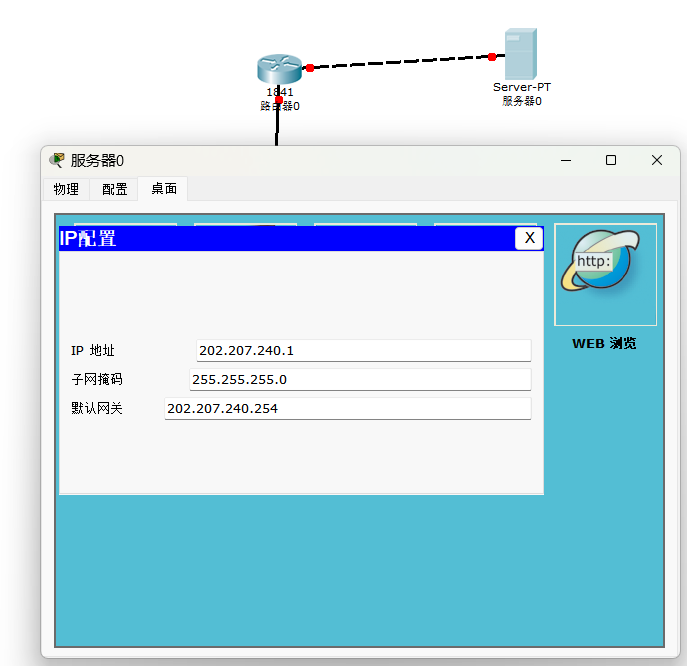 Server-PT
服务器0
1841
路由器0
服务器0
物理 配置 桌面
IP配置 X
http:
IP 地址 202.207.240.1
WEB 浏览
子网掩码 255.255.255.0
默认网关 202.207.240.254